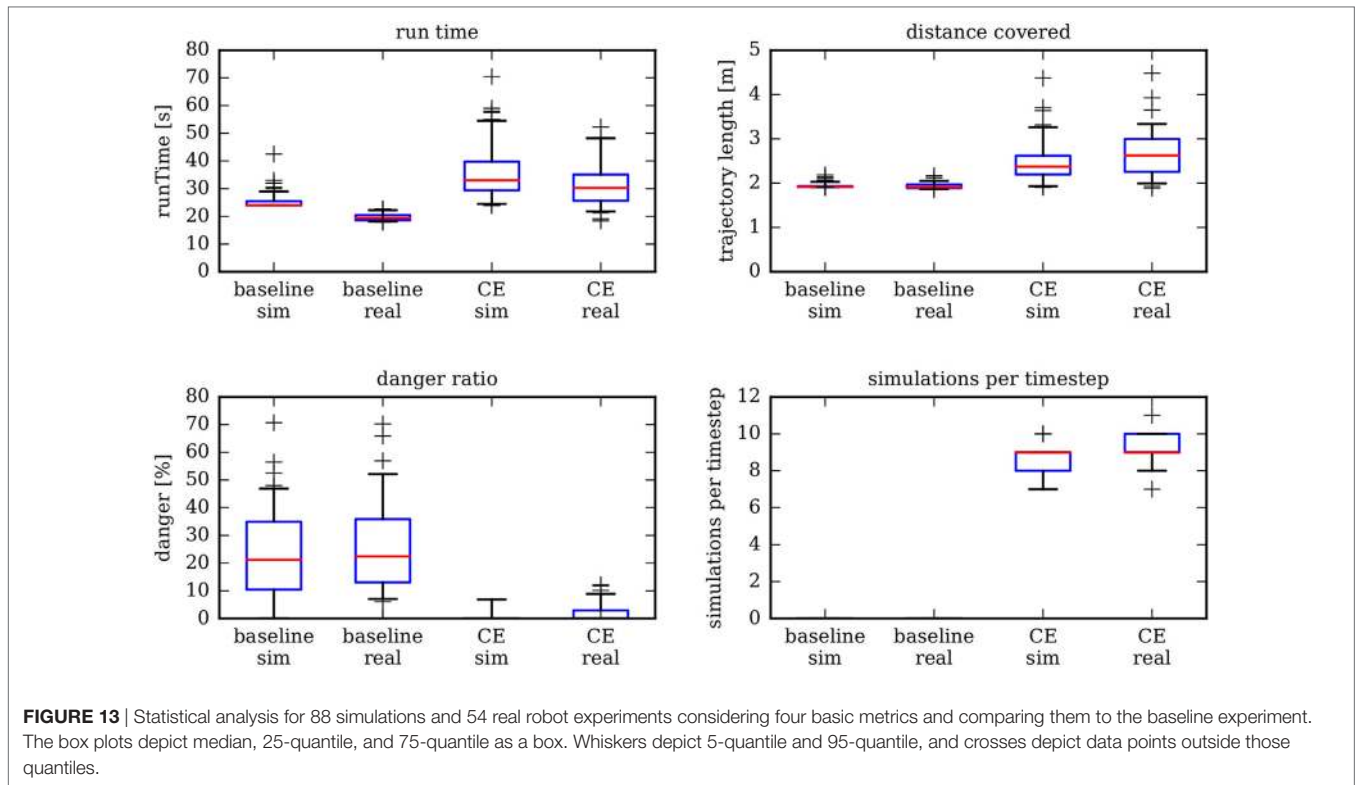 run time
80
70
60
50
40
30
20
10
0
runTime [s]
baseline sim
baseline real
CE sim
CE real
distance covered
5
4
3
2
1
0
trajectory length [m]
baseline sim
baseline real
CE sim
CE real
danger ratio
80
70
60
50
40
30
20
10
0
danger [%]
baseline sim
baseline real
CE sim
CE real
simulations per timestep
12
10
8
6
4
2
0
simulations per timestep
baseline sim
baseline real
CE sim
CE real
FIGURE 13 | Statistical analysis for 88 simulations and 54 real robot experiments considering four basic metrics and comparing them to the baseline experiment.
The box plots depict median, 25-quantile, and 75-quantile as a box. Whiskers depict 5-quantile and 95-quantile, and crosses depict data points outside those
quantiles.